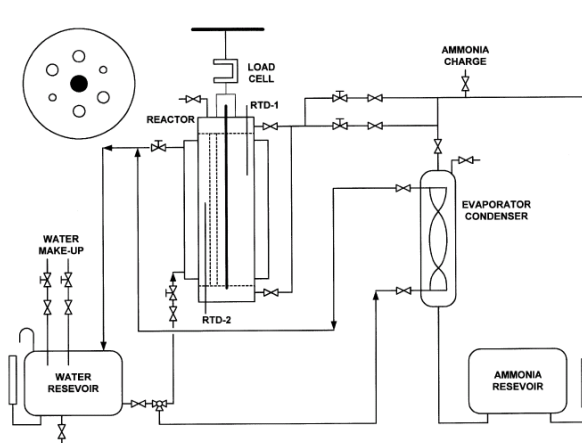 AMMONIA
CHARGE
LOAD
CELL
RTD-1
REACTOR
EVAPORATOR
CONDENSER
WATER
MAKE-UP
RTD-2
WATER
RESEVOIR
AMMONIA
RESEVOIR